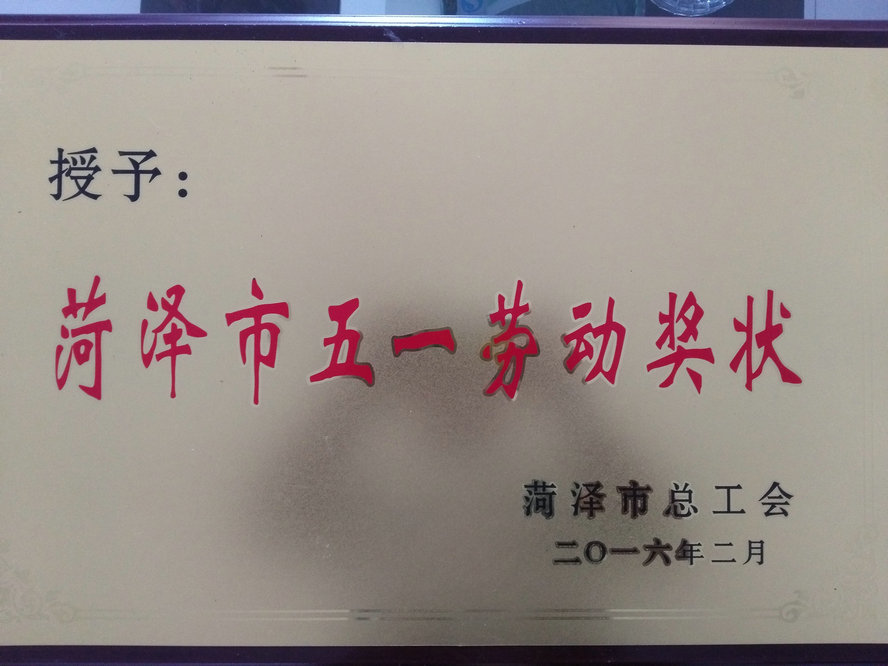 授予：
菏泽市五一劳动奖状
菏泽市总工会
二〇一六年二月